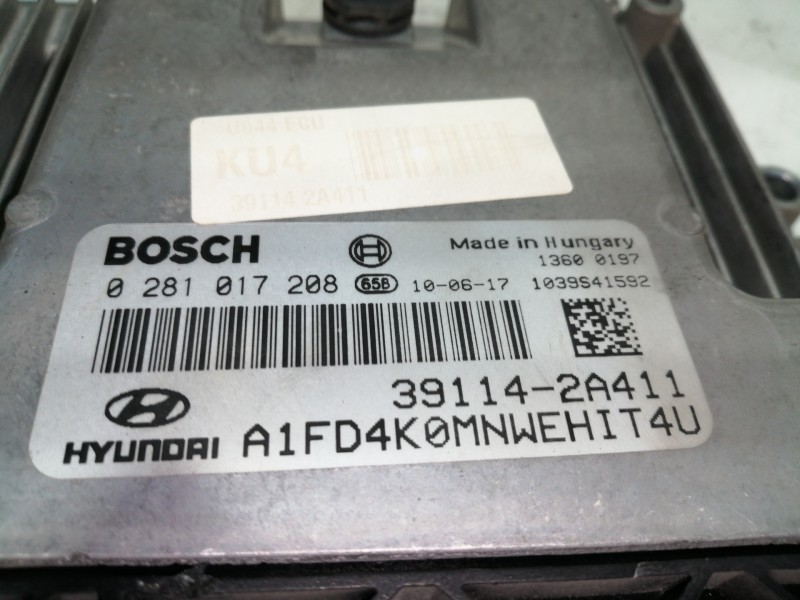 KU4
39114 2A411
BOSCH
Made in Hungary
1360 0197
0 281 017 208 65B 10-06-17 1039S41592
39114-2A411
HYUNDAI A1FD4K0MNWEHIT4U